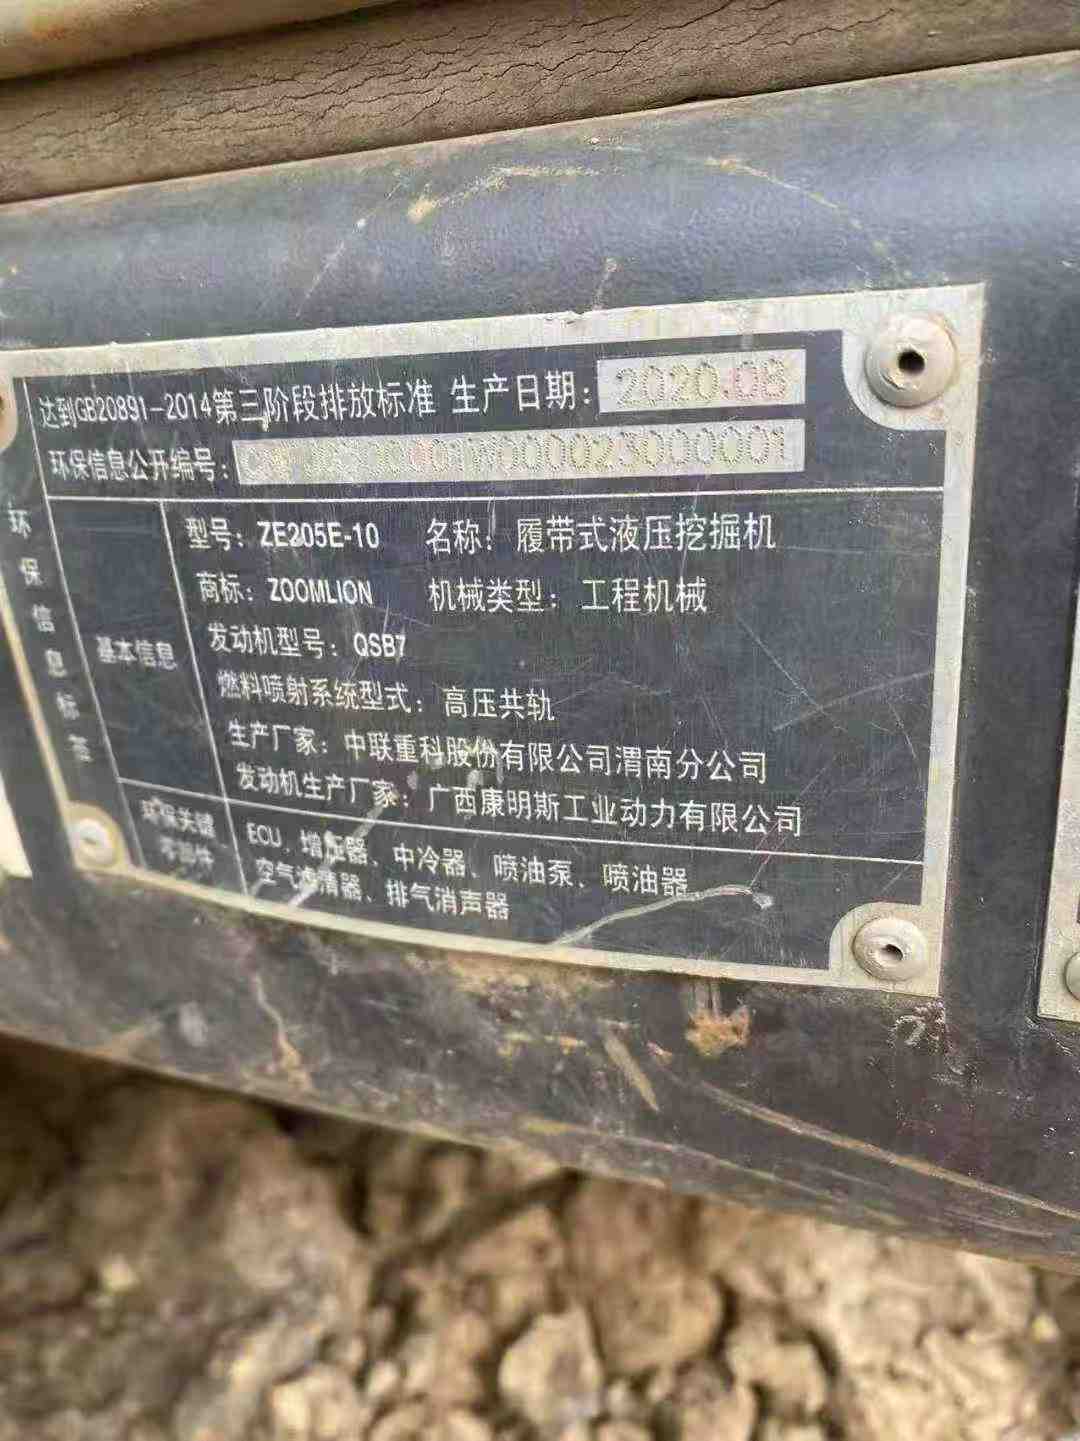 达到GB20891-2014第三阶段排放标准 生产日期: 2020.08
环保信息公开编号:
环保信息标签
基本信息
型号: ZE205E-10 名称: 履带式液压挖掘机
商标: ZOOMLION 机械类型: 工程机械
发动机型号: QSB7
燃料喷射系统型式: 高压共轨
生产厂家: 中联重科股份有限公司渭南分公司
发动机生产厂家: 广西康明斯工业动力有限公司
环保关键
零部件
ECU、增压器、中冷器、喷油泵、喷油器、
空气滤清器、排气消声器